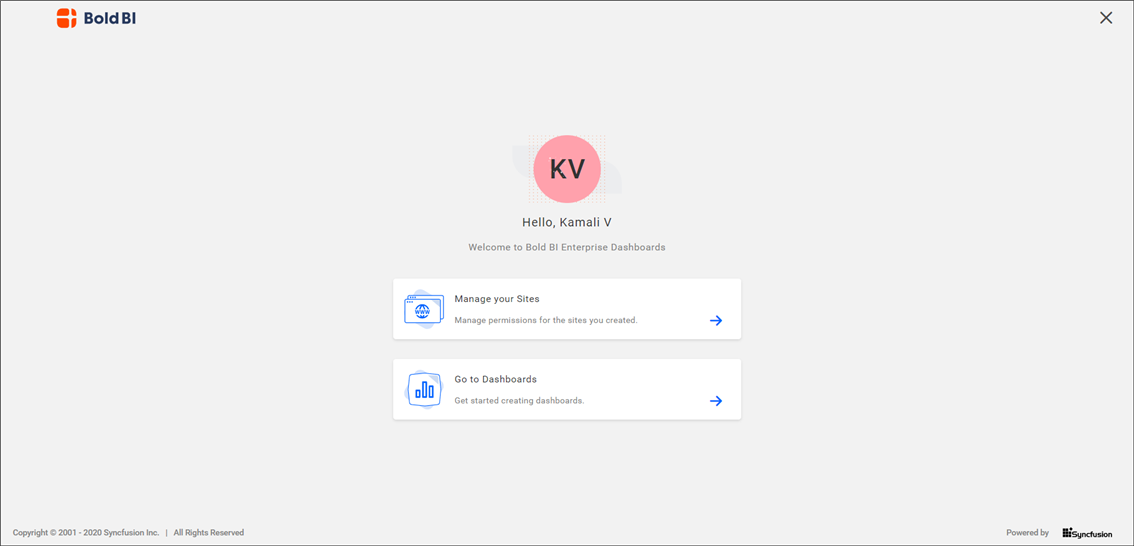 Bold BI
KV
Hello, Kamali V
Welcome to Bold BI Enterprise Dashboards
Manage your Sites
WWW
Manage permissions for the sites you created.
Go to Dashboards
Get started creating dashboards.
Copyright © 2001 - 2020 Syncfusion Inc. | All Rights Reserved
Powered by Syncfusion